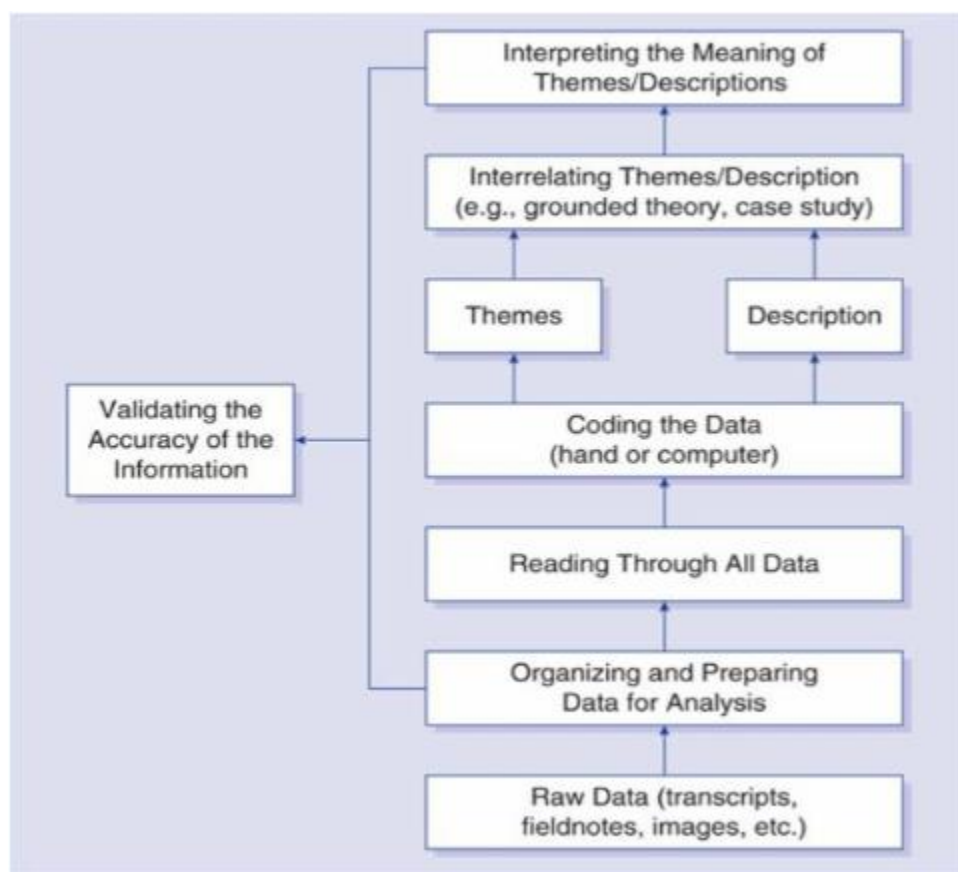 Interpreting the Meaning of
Themes/Descriptions
Interrelating Themes/Description
(e.g., grounded theory, case study)
Themes
Description
Validating the
Accuracy of the
Information
Coding the Data
(hand or computer)
Reading Through All Data
Organizing and Preparing
Data for Analysis
Raw Data (transcripts,
fieldnotes, images, etc.)